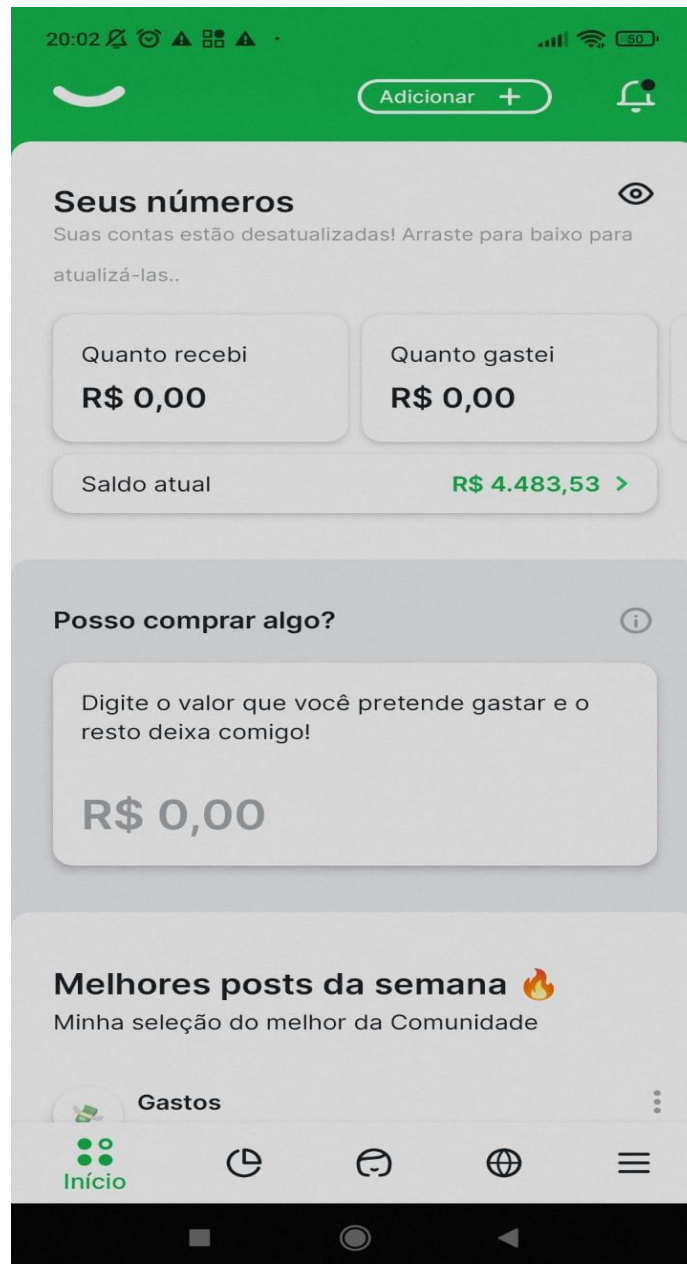 20:02
50
Adicionar +
Seus números
Suas contas estão desatualizadas! Arraste para baixo para
atualizá-las..
Quanto recebi
R$ 0,00
Quanto gastei
R$ 0,00
Saldo atual R$ 4.483,53 >
Posso comprar algo?
Digite o valor que você pretende gastar e o
resto deixa comigo!
R$ 0,00
Melhores posts da semana 🔥
Minha seleção do melhor da Comunidade
Gastos
Início